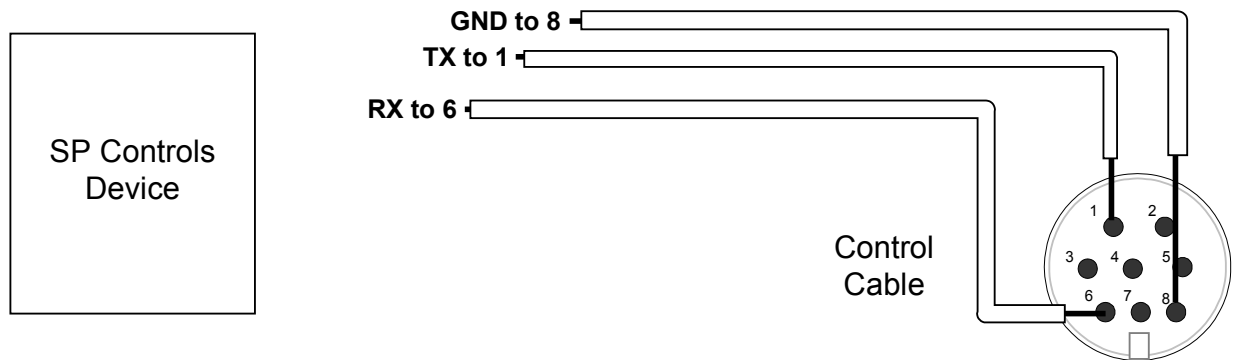 GND to 8
TX to 1
RX to 6
SP Controls
Device
Control
Cable
1 2
3 4 5
6 7 8